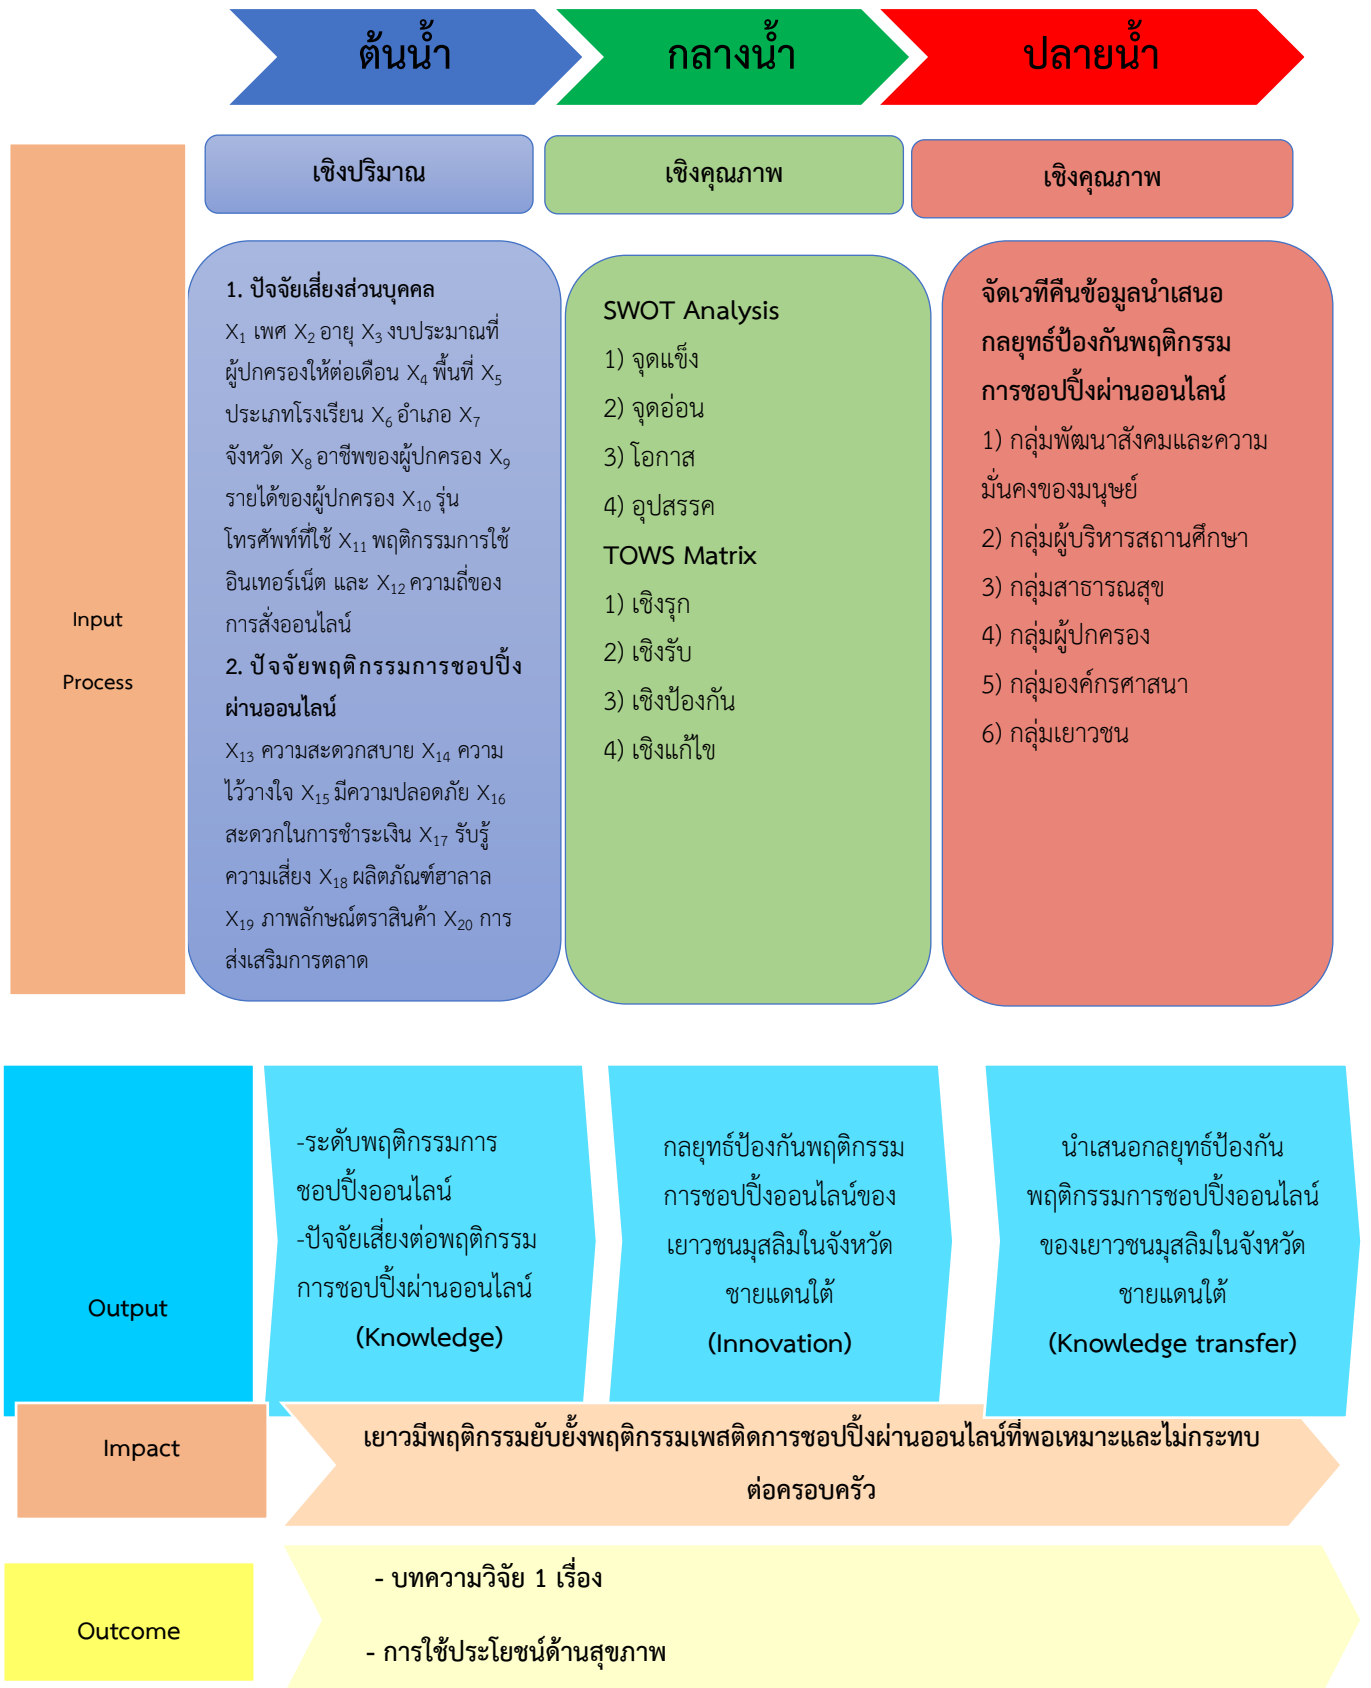 ต้นน้ำ
กลางน้ำ
ปลายน้ำ
เชิงปริมาณ
เชิงคุณภาพ
เชิงคุณภาพ
Input
Process
1. ปัจจัยเสี่ยงส่วนบุคคล
X₁ เพศ X₂ อายุ X₃ งบประมาณที่
ผู้ปกครองให้ต่อเดือน X₄ พื้นที่ X₅
ประเภทโรงเรียน X₆ อำเภอ X₇
จังหวัด X₈ อาชีพของผู้ปกครอง X₉
รายได้ของผู้ปกครอง X₁₀ รุ่น
โทรศัพท์ที่ใช้ X₁₁ พฤติกรรมการใช้
อินเทอร์เน็ต และ X₁₂ ความถี่ของ
การสั่งออนไลน์
2. ปัจจัยพฤติกรรมการชอปปิ้ง
ผ่านออนไลน์
X₁₃ ความสะดวกสบาย X₁₄ ความ
ไว้วางใจ X₁₅ มีความปลอดภัย X₁₆
สะดวกในการชำระเงิน X₁₇ รับรู้
ความเสี่ยง X₁₈ ผลิตภัณฑ์ฮาลาล
X₁₉ ภาพลักษณ์ตราสินค้า X₂₀ การ
ส่งเสริมการตลาด
SWOT Analysis
1) จุดแข็ง
2) จุดอ่อน
3) โอกาส
4) อุปสรรค
TOWS Matrix
1) เชิงรุก
2) เชิงรับ
3) เชิงป้องกัน
4) เชิงแก้ไข
จัดเวทีคืนข้อมูลนำเสนอ
กลยุทธ์ป้องกันพฤติกรรม
การชอปปิ้งผ่านออนไลน์
1) กลุ่มพัฒนาสังคมและความ
มั่นคงของมนุษย์
2) กลุ่มผู้บริหารสถานศึกษา
3) กลุ่มสาธารณสุข
4) กลุ่มผู้ปกครอง
5) กลุ่มองค์กรศาสนา
6) กลุ่มเยาวชน
Output
-ระดับพฤติกรรมการ
ชอปปิ้งออนไลน์
-ปัจจัยเสี่ยงต่อพฤติกรรม
การชอปปิ้งผ่านออนไลน์
(Knowledge)
กลยุทธ์ป้องกันพฤติกรรม
การชอปปิ้งออนไลน์ของ
เยาวชนมุสลิมในจังหวัด
ชายแดนใต้
(Innovation)
นำเสนอกลยุทธ์ป้องกัน
พฤติกรรมการชอปปิ้งออนไลน์
ของเยาวชนมุสลิมในจังหวัด
ชายแดนใต้
(Knowledge transfer)
Impact
เยาวมีพฤติกรรมยับยั้งพฤติกรรมเพสติดการชอปปิ้งผ่านออนไลน์ที่พอเหมาะและไม่กระทบ
ต่อครอบครัว
Outcome
- บทความวิจัย 1 เรื่อง
- การใช้ประโยชน์ด้านสุขภาพ